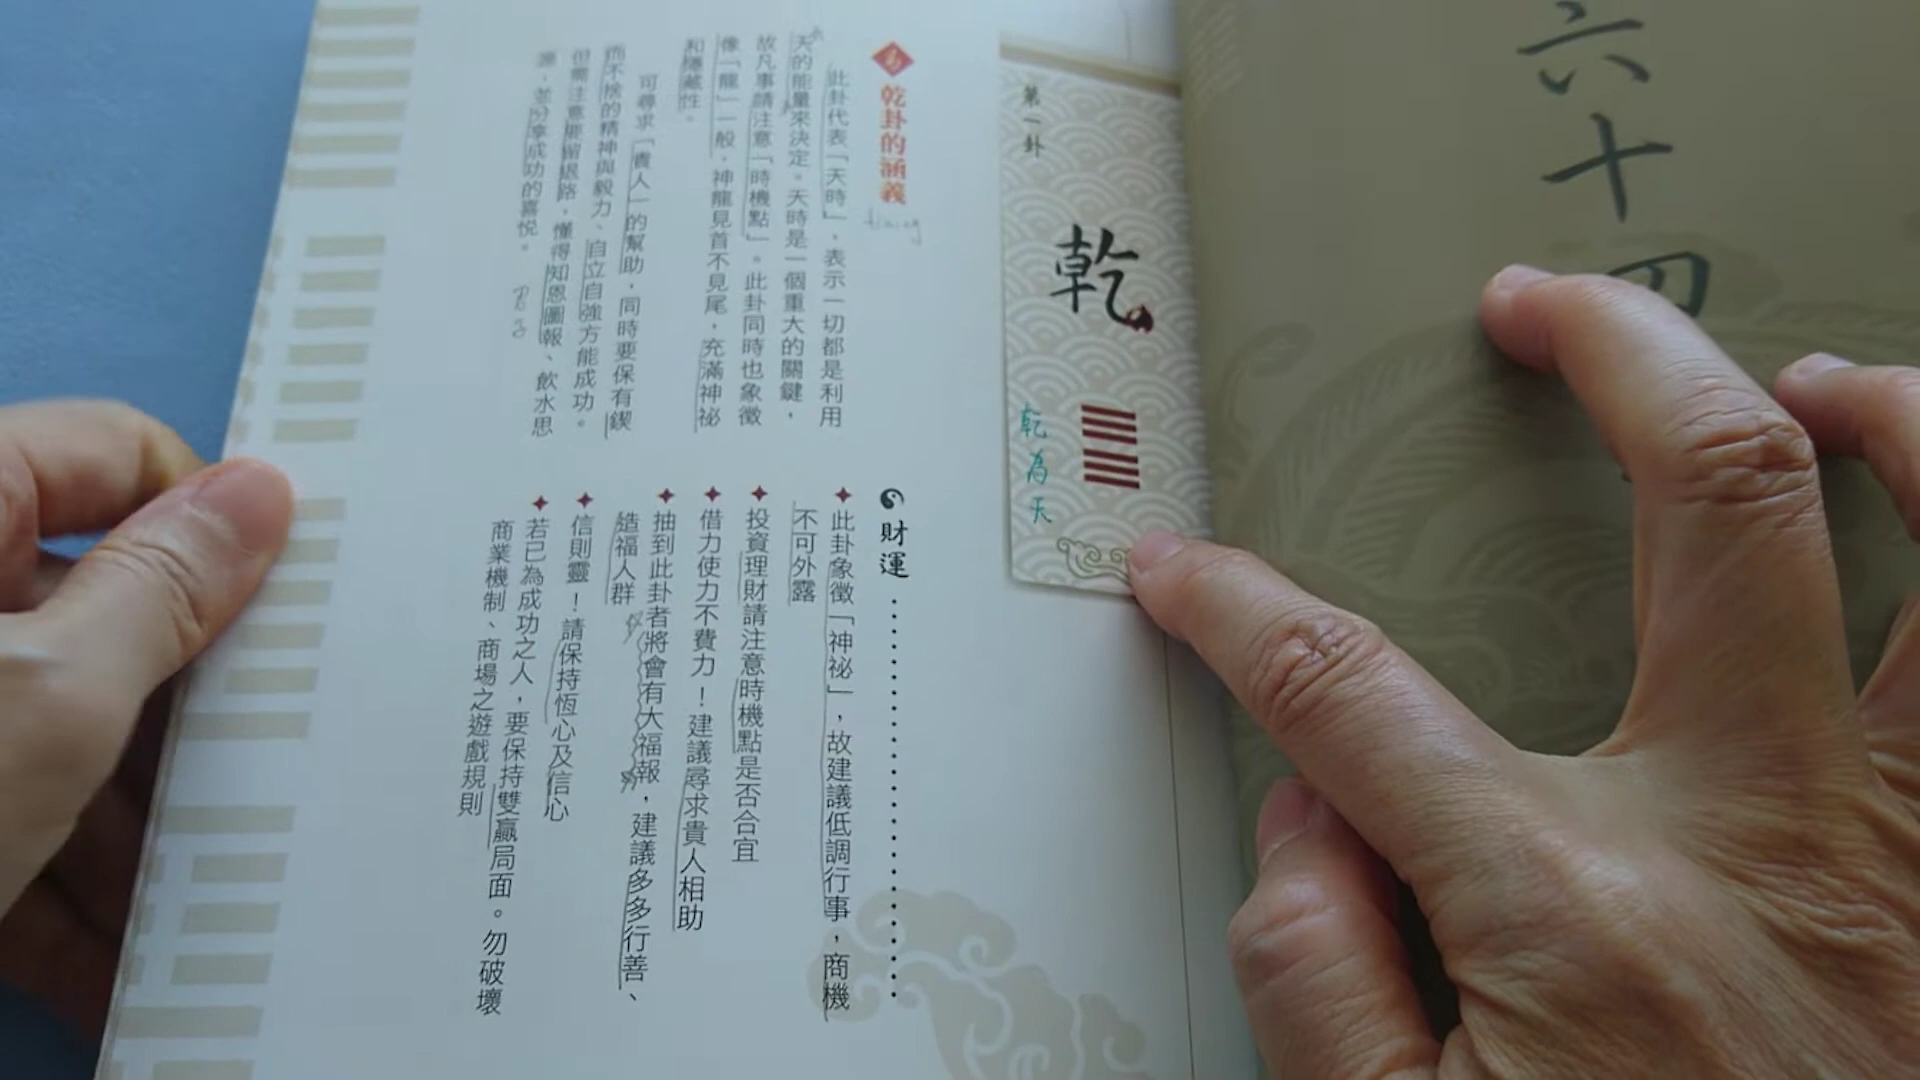 六十四
第一卦
乾
乾為天
乾卦的涵義
timing
此卦代表「天時」，表示一切都是利用
天的能量來決定。天時是一個重大的關鍵，
故凡事請注意「時機點」。此卦同時也象徵
像「龍」一般，神龍見首不見尾，充滿神祕
和隱藏性。
可尋求「貴人」的幫助，同時要保有鍥
而不捨的精神與毅力、自立自強方能成功。
但需注意應留退路，懂得知恩圖報、飲水思
源，並分享成功的喜悅。
財運
此卦象徵「神祕」，故建議低調行事，商機
不可外露
投資理財請注意時機點是否合宜
借力使力不費力！建議尋求貴人相助
抽到此卦者將會有大福報，建議多多行善、
造福人群
信則靈！請保持恆心及信心
若已為成功之人，要保持雙贏局面。勿破壞
商業機制、商場之遊戲規則